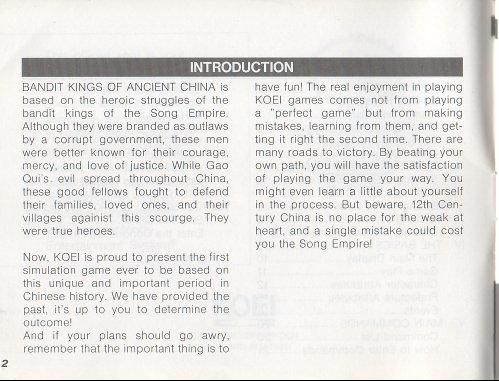 INTRODUCTION
BANDIT KINGS OF ANCIENT CHINA is
based on the heroic struggles of the
bandit kings of the Song Empire.
Although they were branded as outlaws
by a corrupt government, these men
were better known for their courage,
mercy, and love of justice. While Gao
Qui's evil spread throughout China,
these good fellows fought to defend
their families, loved ones, and their
villages againist this scourge. They
were true heroes.
Now, KOEI is proud to present the first
simulation game ever to be based on
this unique and important period in
Chinese history. We have provided the
past, it's up to you to determine the
outcome!
And if your plans should go awry,
remember that the important thing is to
have fun! The real enjoyment in playing
KOEI games comes not from playing
a "perfect game" but from making
mistakes, learning from them, and get-
ting it right the second time. There are
many roads to victory. By beating your
own path, you will have the satisfaction
of playing the game your way. You
might even learn a little about yourself
in the process. But beware, 12th Cen-
tury China is no place for the weak at
heart, and a single mistake could cost
you the Song Empire!
2